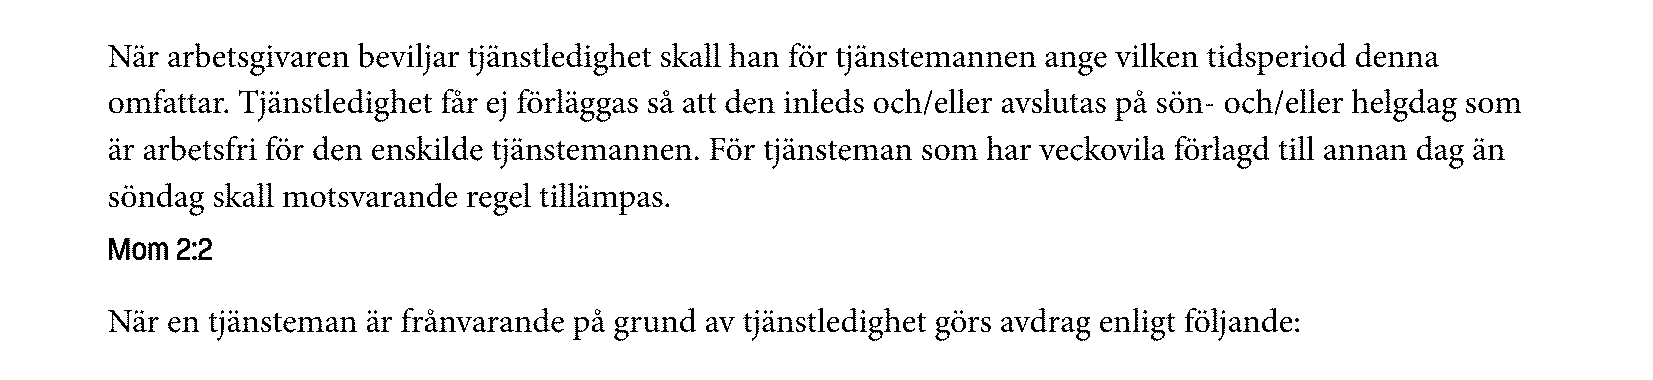 När arbetsgivaren beviljar tjänstledighet skall han för tjänstemannen ange vilken tidsperiod denna
omfattar. Tjänstledighet får ej förläggas så att den inleds och/eller avslutas på sön- och/eller helgdag som
är arbetsfri för den enskilde tjänstemannen. För tjänsteman som har veckovila förlagd till annan dag än
söndag skall motsvarande regel tillämpas.
Mom 2:2
När en tjänsteman är frånvarande på grund av tjänstledighet görs avdrag enligt följande: